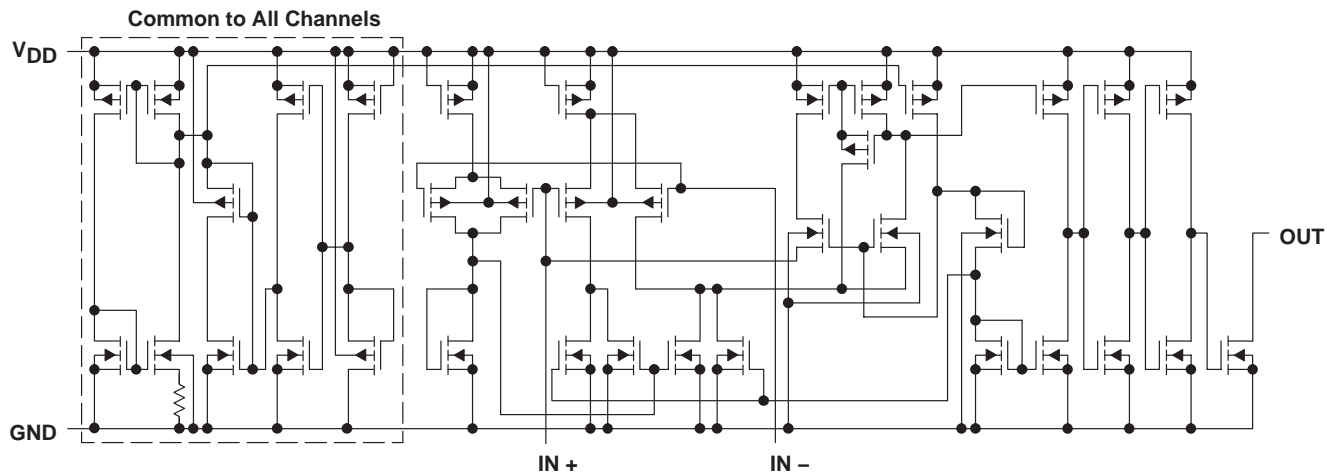 Common to All Channels
VDD
OUT
GND
IN +
IN –